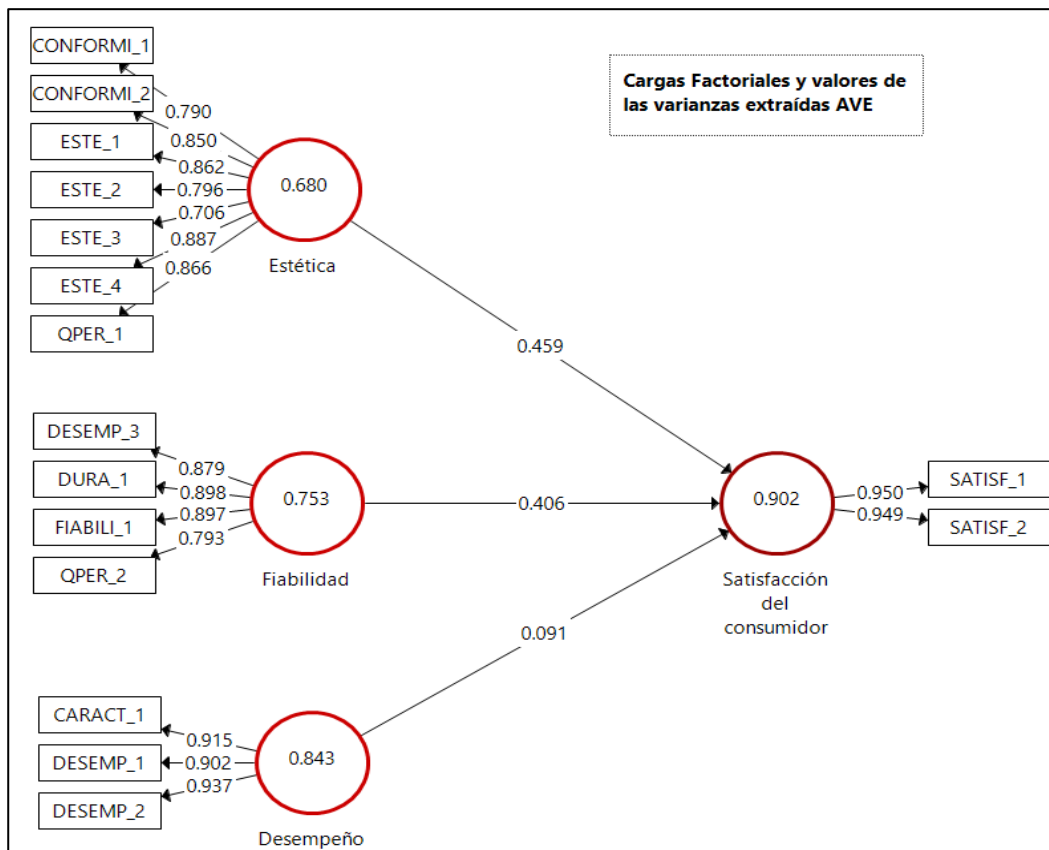 CONFORMI_1
CONFORMI_2
ESTE_1
ESTE_2
ESTE_3
ESTE_4
QPER_1
0.790
0.850
0.862
0.796
0.706
0.887
0.866
0.680
Estética
Cargas Factoriales y valores de
las varianzas extraídas AVE
0.459
DESEMP_3
DURA_1
FIABILI_1
QPER_2
0.879
0.898
0.897
0.793
0.753
Fiabilidad
0.406
0.902
Satisfacción
del
consumidor
0.950
0.949
SATISF_1
SATISF_2
0.091
CARACT_1
DESEMP_1
DESEMP_2
0.915
0.902
0.937
0.843
Desempeño